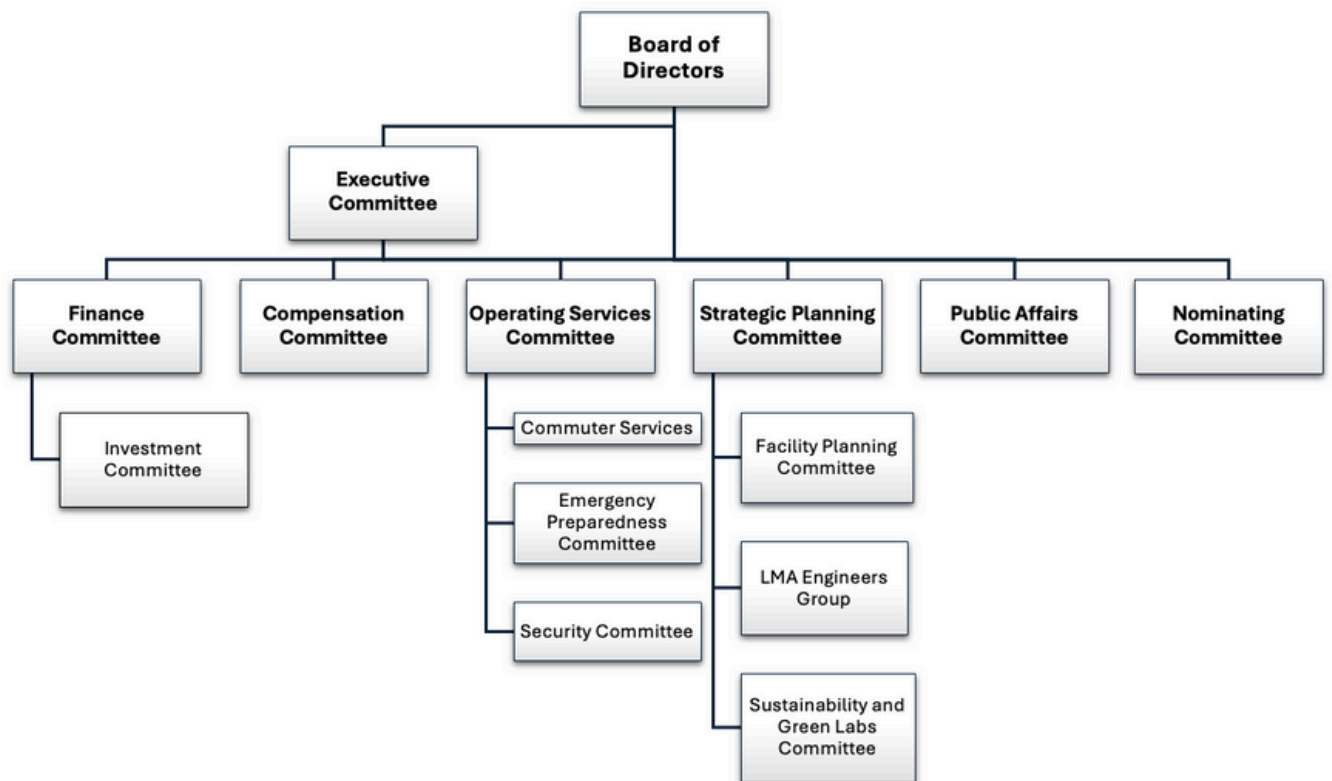 Board of
Directors
Executive
Committee
Finance
Committee
Compensation
Committee
Operating Services
Committee
Strategic Planning
Committee
Public Affairs
Committee
Nominating
Committee
Investment
Committee
Commuter Services
Emergency
Preparedness
Committee
Security Committee
Facility Planning
Committee
LMA Engineers
Group
Sustainability and
Green Labs
Committee